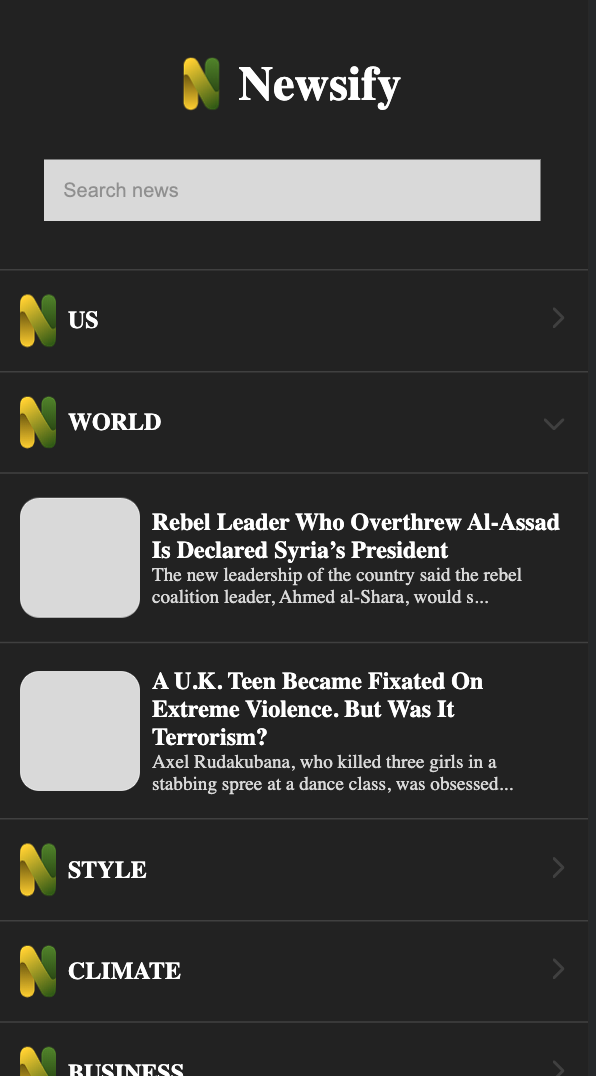 Newsify
Search news
US
WORLD
Rebel Leader Who Overthrew Al-Assad
Is Declared Syria’s President
The new leadership of the country said the rebel
coalition leader, Ahmed al-Shara, would s...
A U.K. Teen Became Fixated On
Extreme Violence. But Was It
Terrorism?
Axel Rudakubana, who killed three girls in a
stabbing spree at a dance class, was obsessed...
STYLE
CLIMATE
BUSINESS